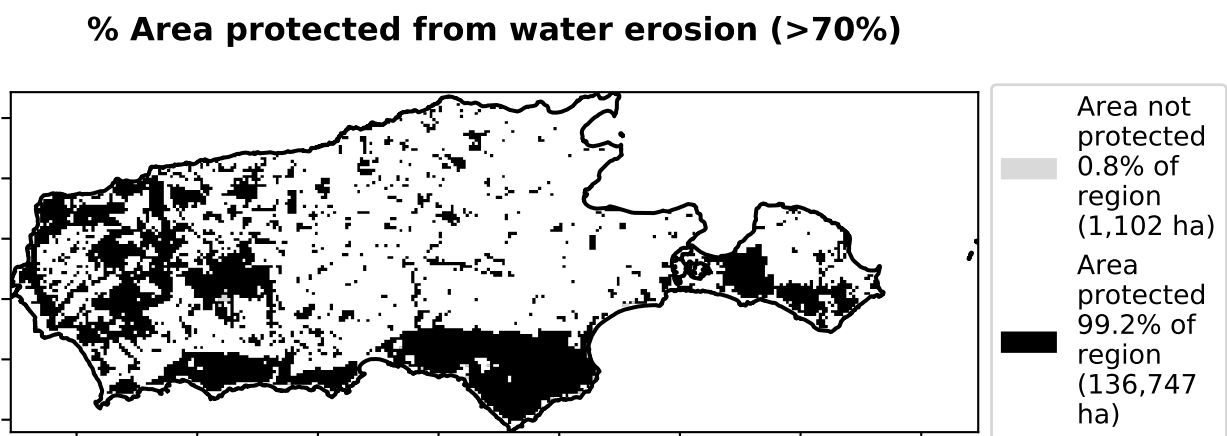 % Area protected from water erosion (>70%)
Area not
protected
0.8% of
region
(1,102 ha)
Area
protected
99.2% of
region
(136,747
ha)